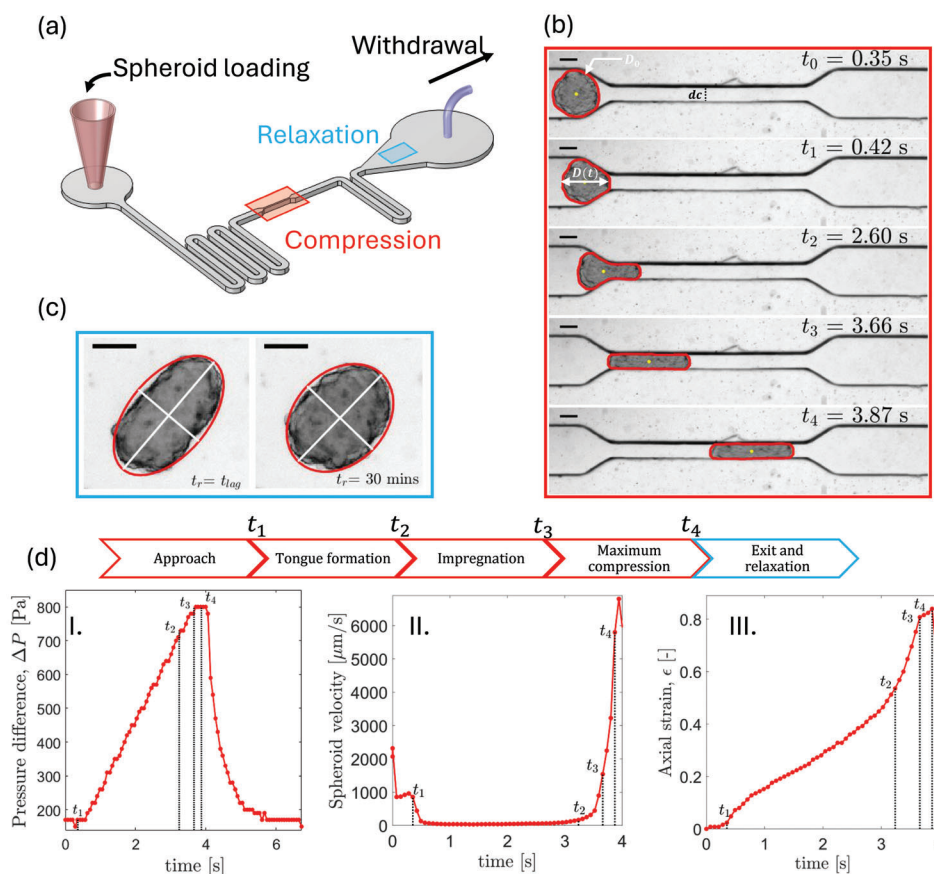 (a)
Spheroid loading
Withdrawal
Relaxation
Compression
(b)
t₀ = 0.35 s
D₀
dc
t₁ = 0.42 s
D(t)
t₂ = 2.60 s
t₃ = 3.66 s
t₄ = 3.87 s
(c)
tᵣ= t_lag
tᵣ= 30 mins
(d)
t₁
t₂
t₃
t₄
Approach
Tongue formation
Impregnation
Maximum
compression
Exit and
relaxation
I.
Pressure difference, ΔP [Pa]
800
700
600
500
400
300
200
t₁
t₂
t₃
t₄
0
2
4
6
time [s]
II.
Spheroid velocity [μm/s]
6000
5000
4000
3000
2000
1000
0
t₁
t₂
t₃
t₄
0
1
2
3
4
time [s]
III.
Axial strain, ϵ [-]
0.8
0.6
0.4
0.2
0
t₁
t₂
t₃
t₄
0
1
2
3
time [s]